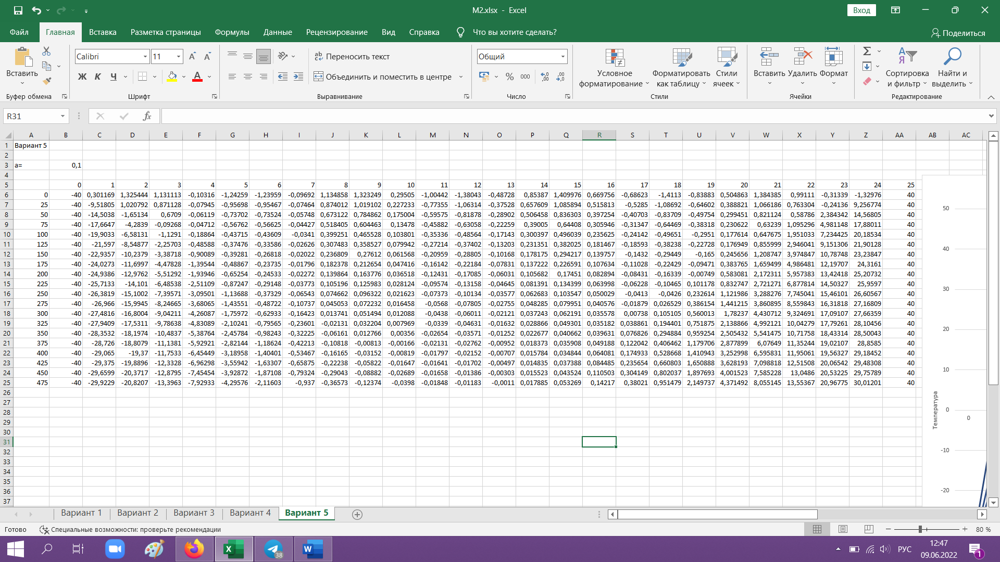 M2.xlsx - Excel
Вход
Файл Главная Вставка Разметка страницы Формулы Данные Рецензирование Вид Справка Что вы хотите сделать? Поделиться
Вставить
Calibri 11
Ж К Ч
Переносить текст
Объединить и поместить в центре
Общий
% 000
Условное форматирование
Форматировать как таблицу
Стили ячеек
Вставить Удалить Формат
Сортировка и фильтр
Найти и выделить
Буфер обмена Шрифт Выравнивание Число Стили Ячейки Редактирование
R31 fx
A B C D E F G H I J K L M N O P Q R S T U V W X Y Z AA AB AC
1 Вариант 5
2
3 a= 0,1
4
5 0 1 2 3 4 5 6 7 8 9 10 11 12 13 14 15 16 17 18 19 20 21 22 23 24 25
6 0 -40 0,301169 1,325444 1,131113 -0,10316 -1,24259 -1,23959 -0,09692 1,134858 1,323249 0,29505 -1,00442 -1,38043 -0,48728 0,85387 1,409976 0,669756 -0,68623 -1,4113 -0,83883 0,504863 1,384385 0,99111 -0,31339 -1,32976 40
7 25 -40 -9,51805 1,020792 0,871128 -0,07945 -0,95698 -0,95467 -0,07464 0,874012 1,019102 0,227233 -0,77355 -1,06314 -0,37528 0,657609 1,085894 0,515813 -0,5285 -1,08692 -0,64602 0,388821 1,066186 0,763304 -0,24136 9,256774 40
8 50 -40 -14,5038 -1,65134 0,6709 -0,06119 -0,73702 -0,73524 -0,05748 0,673122 0,784862 0,175004 -0,59575 -0,81878 -0,28902 0,506458 0,836303 0,397254 -0,40703 -0,83709 -0,49754 0,299451 0,821124 0,58786 2,384342 14,56805 40
9 75 -40 -17,6647 -4,2839 -0,09268 -0,04712 -0,56762 -0,56625 -0,04427 0,518405 0,604463 0,13478 -0,45882 -0,63058 -0,22259 0,39005 0,64408 0,305946 -0,31347 -0,64469 -0,38318 0,230622 0,63239 1,095296 4,981148 17,88011 40
10 100 -40 -19,9033 -6,58131 -1,1291 -0,18864 -0,43715 -0,43609 -0,0341 0,399251 0,465528 0,103801 -0,35336 -0,48564 -0,17143 0,300397 0,496039 0,235625 -0,24142 -0,49651 -0,2951 0,177614 0,647675 1,951033 7,234425 20,18534 40
11 125 -40 -21,597 -8,54877 -2,25703 -0,48588 -0,37476 -0,33586 -0,02626 0,307483 0,358527 0,079942 -0,27214 -0,37402 -0,13203 0,231351 0,382025 0,181467 -0,18593 -0,38238 -0,22728 0,176949 0,855999 2,946041 9,151306 21,90128 40
12 150 -40 -22,9357 -10,2379 -3,38718 -0,90089 -0,39281 -0,26818 -0,02022 0,236809 0,27612 0,061568 -0,20959 -0,28805 -0,10168 0,178175 0,294217 0,139757 -0,1432 -0,29449 -0,165 0,245656 1,208747 3,974847 10,78748 23,23847 40
13 175 -40 -24,0273 -11,6997 -4,47828 -1,39544 -0,48867 -0,23735 -0,01796 0,182378 0,212654 0,047416 -0,16142 -0,22184 -0,07831 0,137222 0,226591 0,107634 -0,11028 -0,22429 -0,09471 0,383765 1,659499 4,986481 12,19707 24,3161 40
14 200 -40 -24,9386 -12,9762 -5,51292 -1,93946 -0,65254 -0,24533 -0,02272 0,139864 0,163776 0,036518 -0,12431 -0,17085 -0,06031 0,105682 0,17451 0,082894 -0,08431 -0,16339 -0,00749 0,583081 2,172311 5,957383 13,42418 25,20732 40
15 225 -40 -25,7133 -14,101 -6,48538 -2,51109 -0,87247 -0,29148 -0,03773 0,105196 0,125983 0,028124 -0,09574 -0,13158 -0,04645 0,081391 0,134399 0,063998 -0,06228 -0,10465 0,101178 0,832747 2,721271 6,877814 14,50327 25,9597 40
16 250 -40 -26,3819 -15,1002 -7,39571 -3,09501 -1,13688 -0,37329 -0,06543 0,074662 0,096322 0,021623 -0,07373 -0,10134 -0,03577 0,062683 0,103547 0,050029 -0,0413 -0,0426 0,232614 1,121986 3,288276 7,745041 15,46101 26,60567 40
17 275 -40 -26,966 -15,9945 -8,24665 -3,68065 -1,43551 -0,48722 -0,10737 0,045053 0,072232 0,016458 -0,0568 -0,07805 -0,02755 0,048285 0,079951 0,040576 -0,01879 0,026529 0,386154 1,441215 3,860895 8,559843 16,31818 27,16809 40
18 300 -40 -27,4816 -16,8004 -9,04211 -4,26087 -1,75972 -0,62933 -0,16423 0,013741 0,051494 0,012088 -0,0438 -0,06011 -0,02121 0,037243 0,062191 0,035578 0,00738 0,105105 0,560013 1,78237 4,430712 9,324691 17,09107 27,66359 40
19 325 -40 -27,9409 -17,5311 -9,78638 -4,83089 -2,10241 -0,79565 -0,23601 -0,02131 0,032204 0,007969 -0,0339 -0,04631 -0,01632 0,028866 0,049301 0,035182 0,038861 0,194401 0,751875 2,138866 4,992121 10,04279 17,79261 28,10456 40
20 350 -40 -28,3532 -18,1974 -10,4837 -5,38764 -2,45784 -0,98243 -0,32225 -0,06161 0,012766 0,00356 -0,02654 -0,03571 -0,01252 0,022677 0,040662 0,039631 0,076826 0,294884 0,959254 2,505432 5,541475 10,71758 18,43314 28,50043 40
21 375 -40 -28,726 -18,8079 -11,1381 -5,92921 -2,82144 -1,18624 -0,42213 -0,10818 -0,00813 -0,00166 -0,02131 -0,02762 -0,00952 0,018373 0,035908 0,049188 0,122042 0,406462 1,179706 2,877899 6,07649 11,35244 19,02107 28,8585 40
22 400 -40 -29,065 -19,37 -11,7533 -6,45449 -3,18958 -1,40401 -0,53467 -0,16165 -0,03152 -0,00819 -0,01797 -0,02152 -0,00707 0,015784 0,034844 0,064081 0,174933 0,528668 1,410943 3,252998 6,595831 11,95061 19,56327 29,18452 40
23 425 -40 -29,375 -19,8896 -12,3328 -6,96298 -3,55942 -1,63307 -0,65875 -0,22238 -0,05822 -0,01647 -0,01641 -0,01702 -0,00497 0,014835 0,037388 0,084485 0,235654 0,660803 1,650888 3,628193 7,098818 12,51508 20,06542 29,48308 40
24 450 -40 -29,6599 -20,3717 -12,8795 -7,45454 -3,92872 -1,87108 -0,79324 -0,29043 -0,08882 -0,02689 -0,01658 -0,01386 -0,00303 0,015523 0,043524 0,110503 0,304149 0,802037 1,897693 4,001523 7,585228 13,0486 20,53225 29,75789 40
25 475 -40 -29,9229 -20,8207 -13,3963 -7,92933 -4,29576 -2,11603 -0,937 -0,36573 -0,12374 -0,0398 -0,01848 -0,01183 -0,0011 0,017885 0,053269 0,14217 0,38021 0,951479 2,149737 4,371492 8,055145 13,55367 20,96775 30,01201 40
26
27
28
29
30
31
32
33
34
35
36
37
50
40
30
20
10
0
-10
-20
0
Температура
Вариант 1 Вариант 2 Вариант 3 Вариант 4 Вариант 5
Готово Специальные возможности: проверьте рекомендации 80 %
38
РУС 12:47
09.06.2022
1